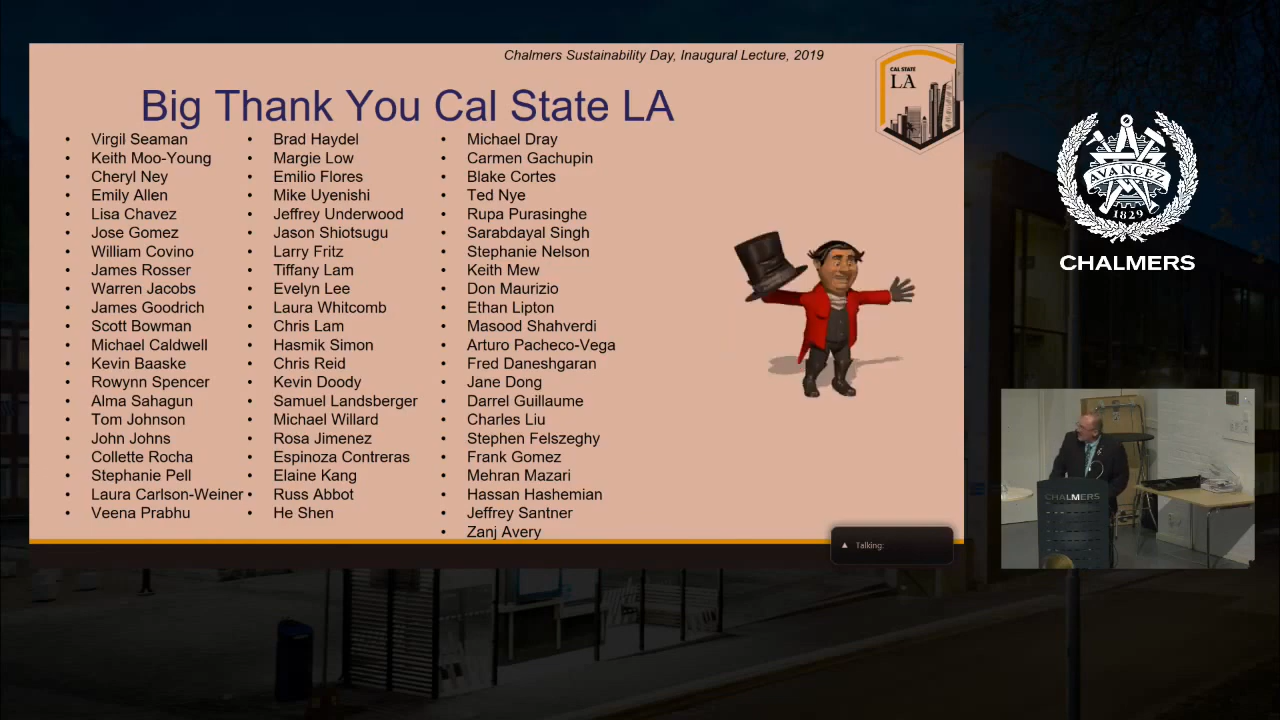 Chalmers Sustainability Day, Inaugural Lecture, 2019
CAL STATE
LA
Big Thank You Cal State LA
• Virgil Seaman
• Keith Moo-Young
• Cheryl Ney
• Emily Allen
• Lisa Chavez
• Jose Gomez
• William Covino
• James Rosser
• Warren Jacobs
• James Goodrich
• Scott Bowman
• Michael Caldwell
• Kevin Baaske
• Rowynn Spencer
• Alma Sahagun
• Tom Johnson
• John Johns
• Collette Rocha
• Stephanie Pell
• Laura Carlson-Weiner
• Veena Prabhu
• Brad Haydel
• Margie Low
• Emilio Flores
• Mike Uyenishi
• Jeffrey Underwood
• Jason Shiotsugu
• Larry Fritz
• Tiffany Lam
• Evelyn Lee
• Laura Whitcomb
• Chris Lam
• Hasmik Simon
• Chris Reid
• Kevin Doody
• Samuel Landsberger
• Michael Willard
• Rosa Jimenez
• Espinoza Contreras
• Elaine Kang
• Russ Abbot
• He Shen
• Michael Dray
• Carmen Gachupin
• Blake Cortes
• Ted Nye
• Rupa Purasinghe
• Sarabdayal Singh
• Stephanie Nelson
• Keith Mew
• Don Maurizio
• Ethan Lipton
• Masood Shahverdi
• Arturo Pacheco-Vega
• Fred Daneshgaran
• Jane Dong
• Darrel Guillaume
• Charles Liu
• Stephen Felszeghy
• Frank Gomez
• Mehran Mazari
• Hassan Hashemian
• Jeffrey Santner
• Zanj Avery
Talking:
AVANCEZ
1829
CHALMERS
CHALMERS